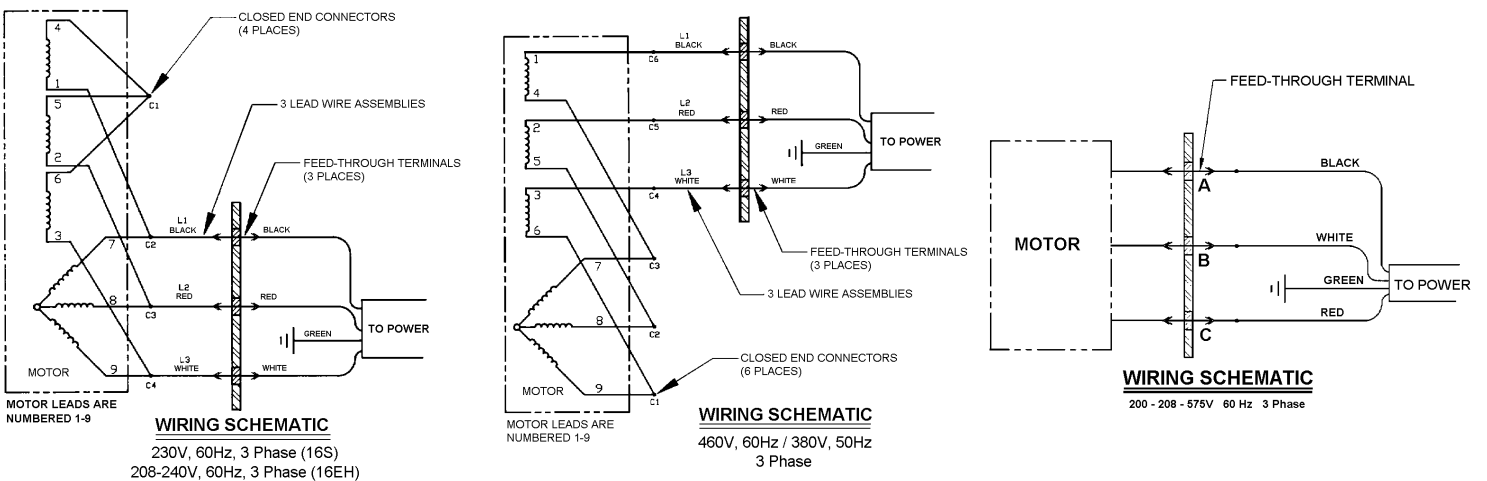 CLOSED END CONNECTORS
(4 PLACES)
4
1
5
C1
3 LEAD WIRE ASSEMBLIES
2
6
FEED-THROUGH TERMINALS
(3 PLACES)
3
L1
BLACK
BLACK
7
C2
L2
RED
RED
8
C3
GREEN
TO POWER
L3
WHITE
WHITE
9
C4
MOTOR
MOTOR LEADS ARE
NUMBERED 1-9
WIRING SCHEMATIC
230V, 60Hz, 3 Phase (16S)
208-240V, 60Hz, 3 Phase (16EH)
L1
BLACK
BLACK
1
C6
4
L2
RED
RED
2
C5
TO POWER
GREEN
5
L3
WHITE
WHITE
3
C4
6
FEED-THROUGH TERMINALS
(3 PLACES)
7
C3
3 LEAD WIRE ASSEMBLIES
8
C2
CLOSED END CONNECTORS
(6 PLACES)
MOTOR
9
C1
MOTOR LEADS ARE
NUMBERED 1-9
WIRING SCHEMATIC
460V, 60Hz / 380V, 50Hz
3 Phase
FEED-THROUGH TERMINAL
BLACK
A
MOTOR
WHITE
B
GREEN
TO POWER
RED
C
WIRING SCHEMATIC
200 - 208 - 575V 60 Hz 3 Phase